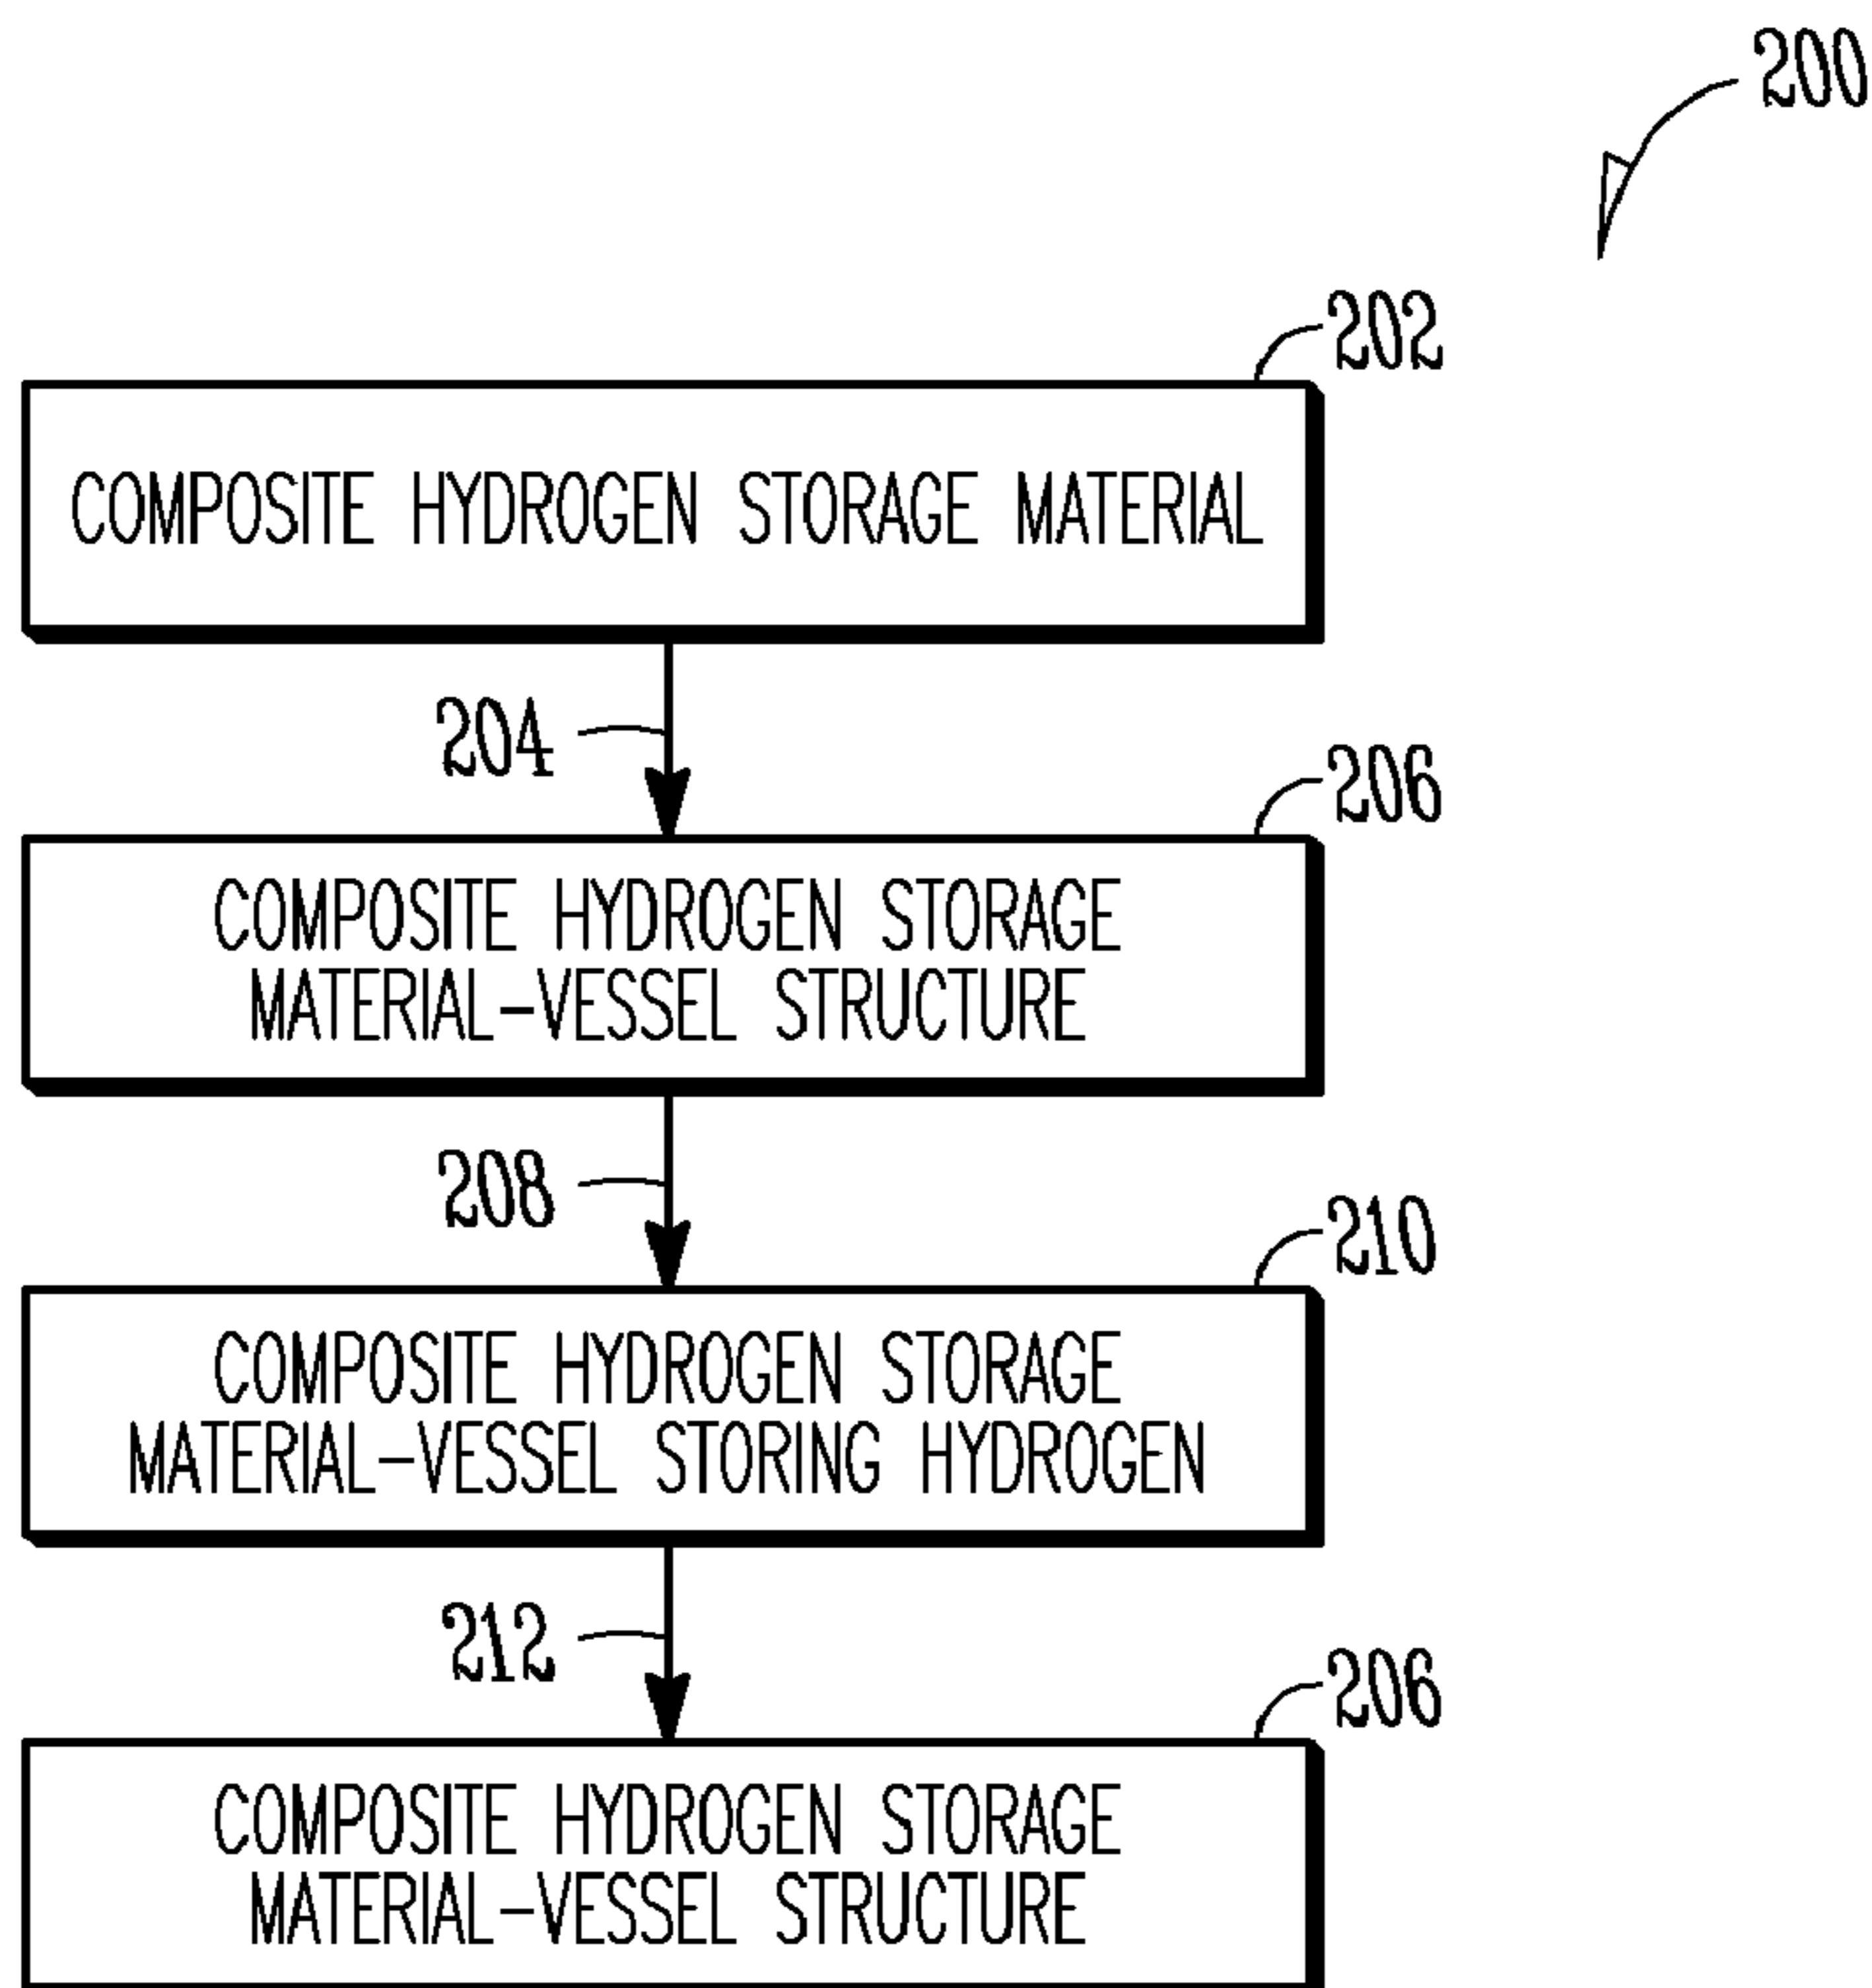 200
202
COMPOSITE HYDROGEN STORAGE MATERIAL
204
206
COMPOSITE HYDROGEN STORAGE
MATERIAL-VESSEL STRUCTURE
208
210
COMPOSITE HYDROGEN STORAGE
MATERIAL-VESSEL STORING HYDROGEN
212
206
COMPOSITE HYDROGEN STORAGE
MATERIAL-VESSEL STRUCTURE